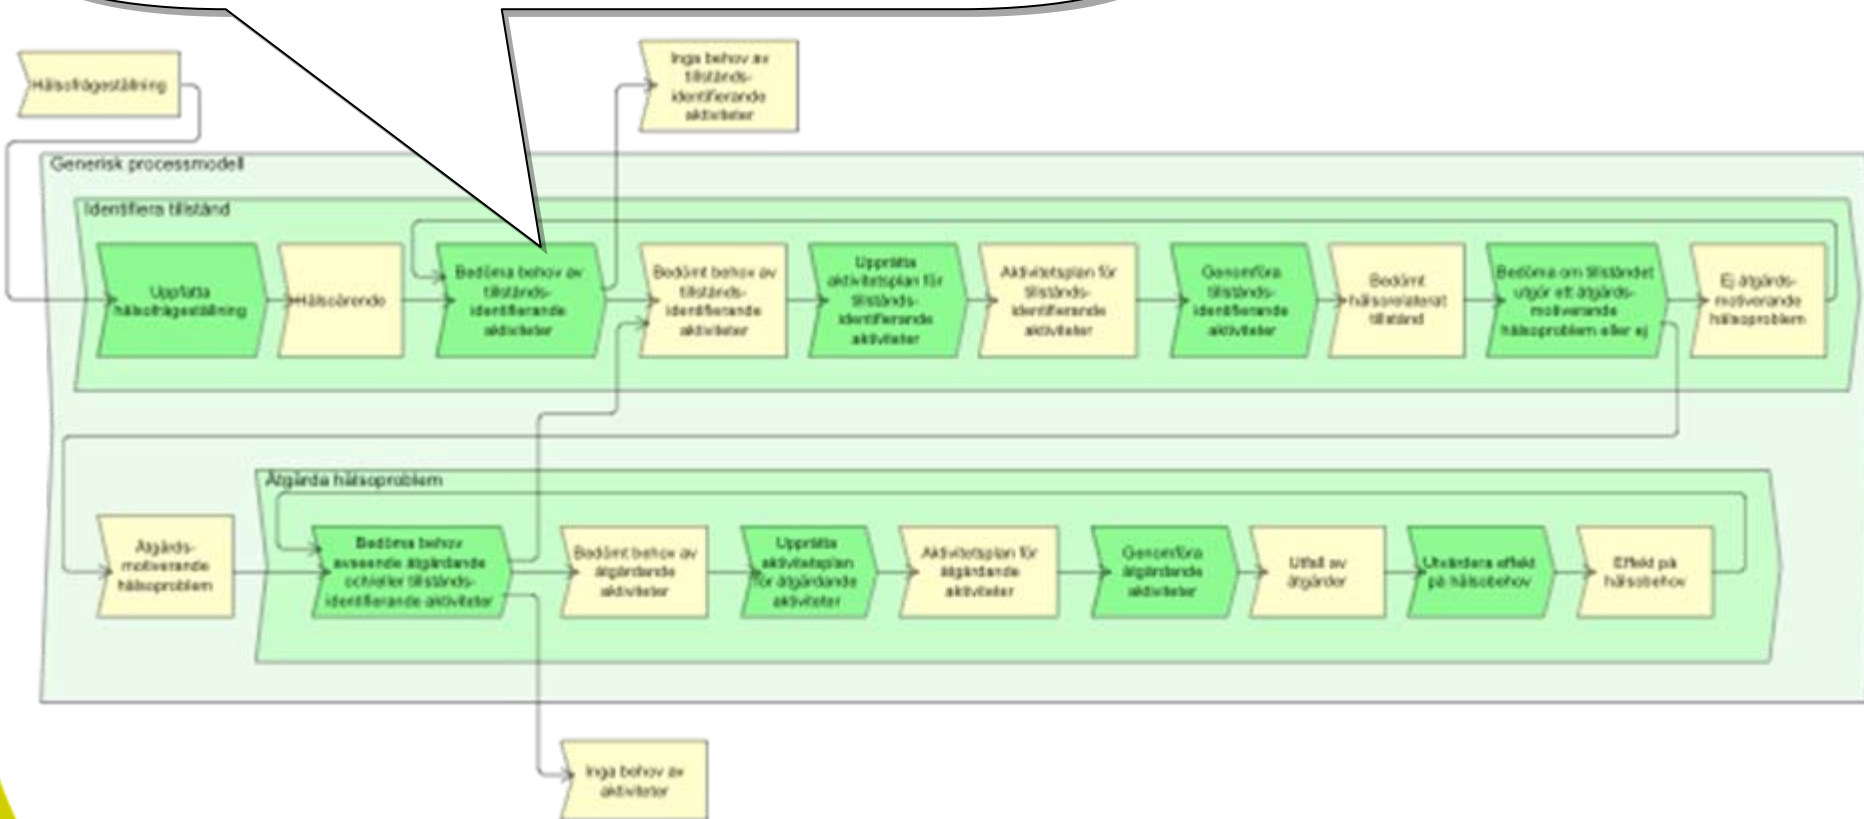 Hälsofrågeställning
Inga behov av
tillstånds-
identifierande
aktiviteter
Generisk processmodell
Identifiera tillstånd
Uppfatta
hälsofrågeställning
Hälsoärende
Bedöma behov av
tillstånds-
identifierande
aktiviteter
Bedömt behov av
tillstånds-
identifierande
aktiviteter
Upprätta
aktivitetsplan för
tillstånds-
identifierande
aktiviteter
Aktivitetsplan för
tillstånds-
identifierande
aktiviteter
Genomföra
tillstånds-
identifierande
aktiviteter
Bedömt
hälsorelaterat
tillstånd
Bedöma om tillståndet
utgör ett åtgärds-
motiverande
hälsoproblem eller ej
Ej åtgärds-
motiverande
hälsoproblem
Åtgärda hälsoproblem
Åtgärds-
motiverande
hälsoproblem
Bedöma behov
avseende åtgärdande
och/eller tillstånds-
identifierande aktiviteter
Bedömt behov av
åtgärdande
aktiviteter
Upprätta
aktivitetsplan
för åtgärdande
aktiviteter
Aktivitetsplan för
åtgärdande
aktiviteter
Genomföra
åtgärdande
aktiviteter
Utfall av
åtgärder
Utvärdera effekt
på hälsobehov
Effekt på
hälsobehov
Inga behov av
aktiviteter